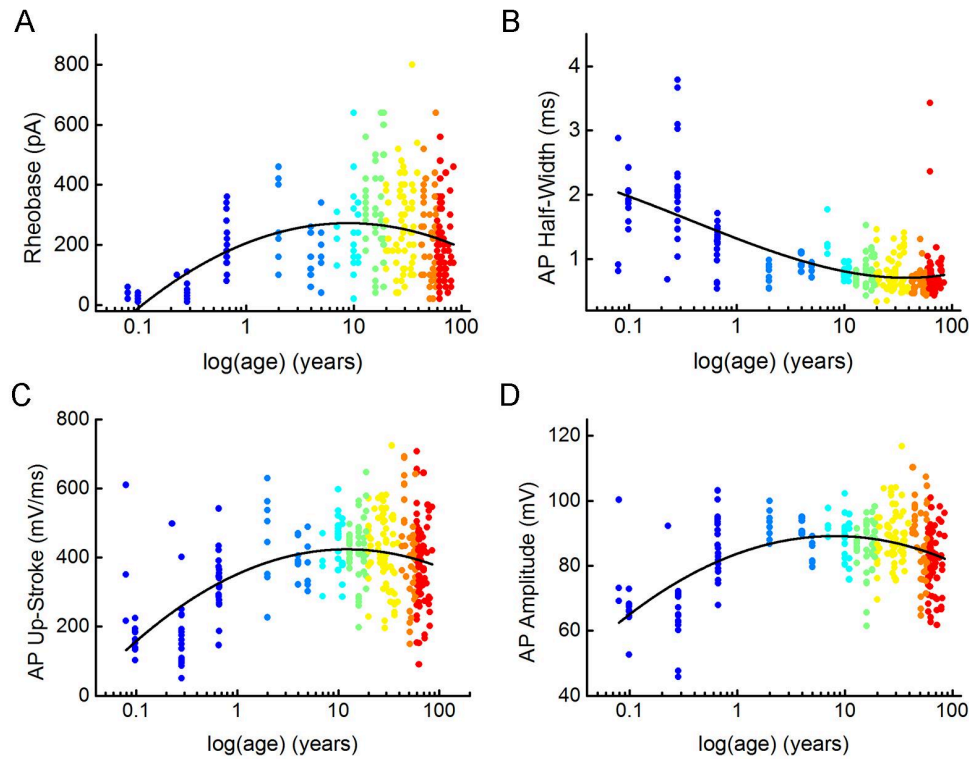 A
Rheobase (pA)
800
600
400
200
0
0.1 1 10 100
log(age) (years)
B
AP Half-Width (ms)
4
3
2
1
0.1 1 10 100
log(age) (years)
C
AP Up-Stroke (mV/ms)
800
600
400
200
0
0.1 1 10 100
log(age) (years)
D
AP Amplitude (mV)
120
100
80
60
40
0.1 1 10 100
log(age) (years)